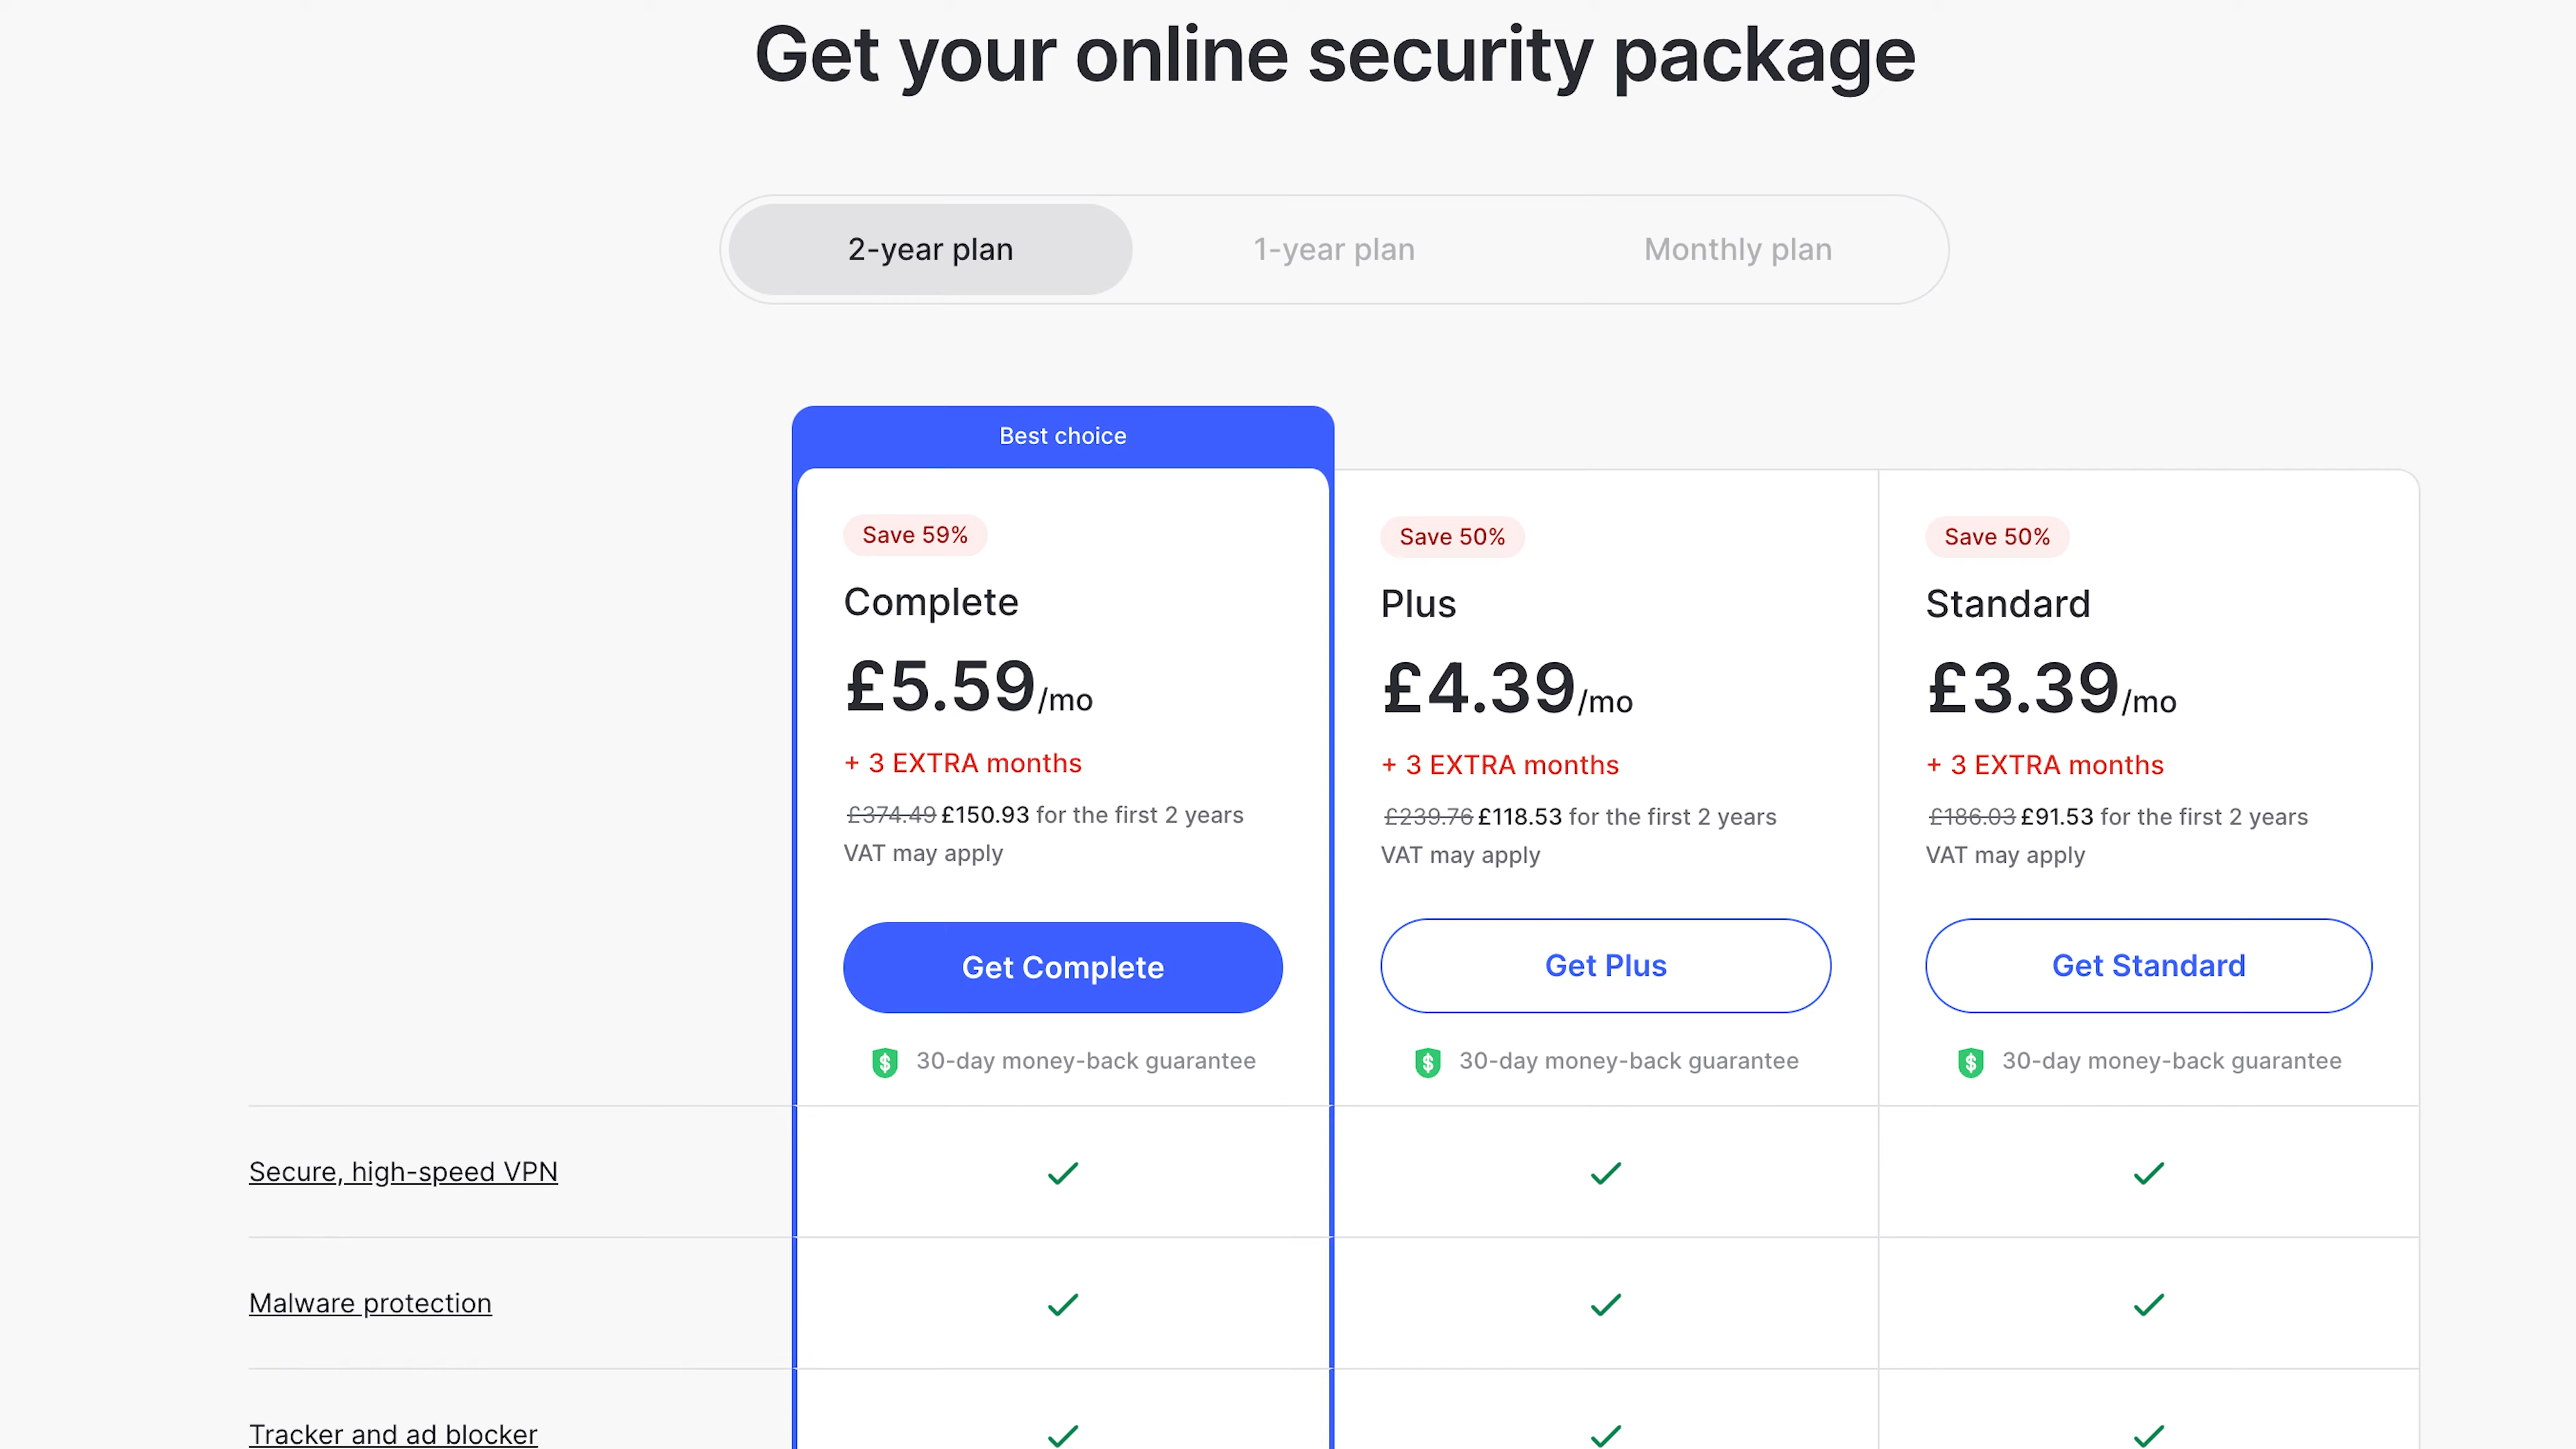 Get your online security package
2-year plan
1-year plan
Monthly plan
Best choice
Save 59%
Complete
£5.59/mo
+ 3 EXTRA months
£374.49 £150.93 for the first 2 years
VAT may apply
Get Complete
30-day money-back guarantee
Save 50%
Plus
£4.39/mo
+ 3 EXTRA months
£239.76 £118.53 for the first 2 years
VAT may apply
Get Plus
30-day money-back guarantee
Save 50%
Standard
£3.39/mo
+ 3 EXTRA months
£186.03 £91.53 for the first 2 years
VAT may apply
Get Standard
30-day money-back guarantee
Secure, high-speed VPN
Malware protection
Tracker and ad blocker